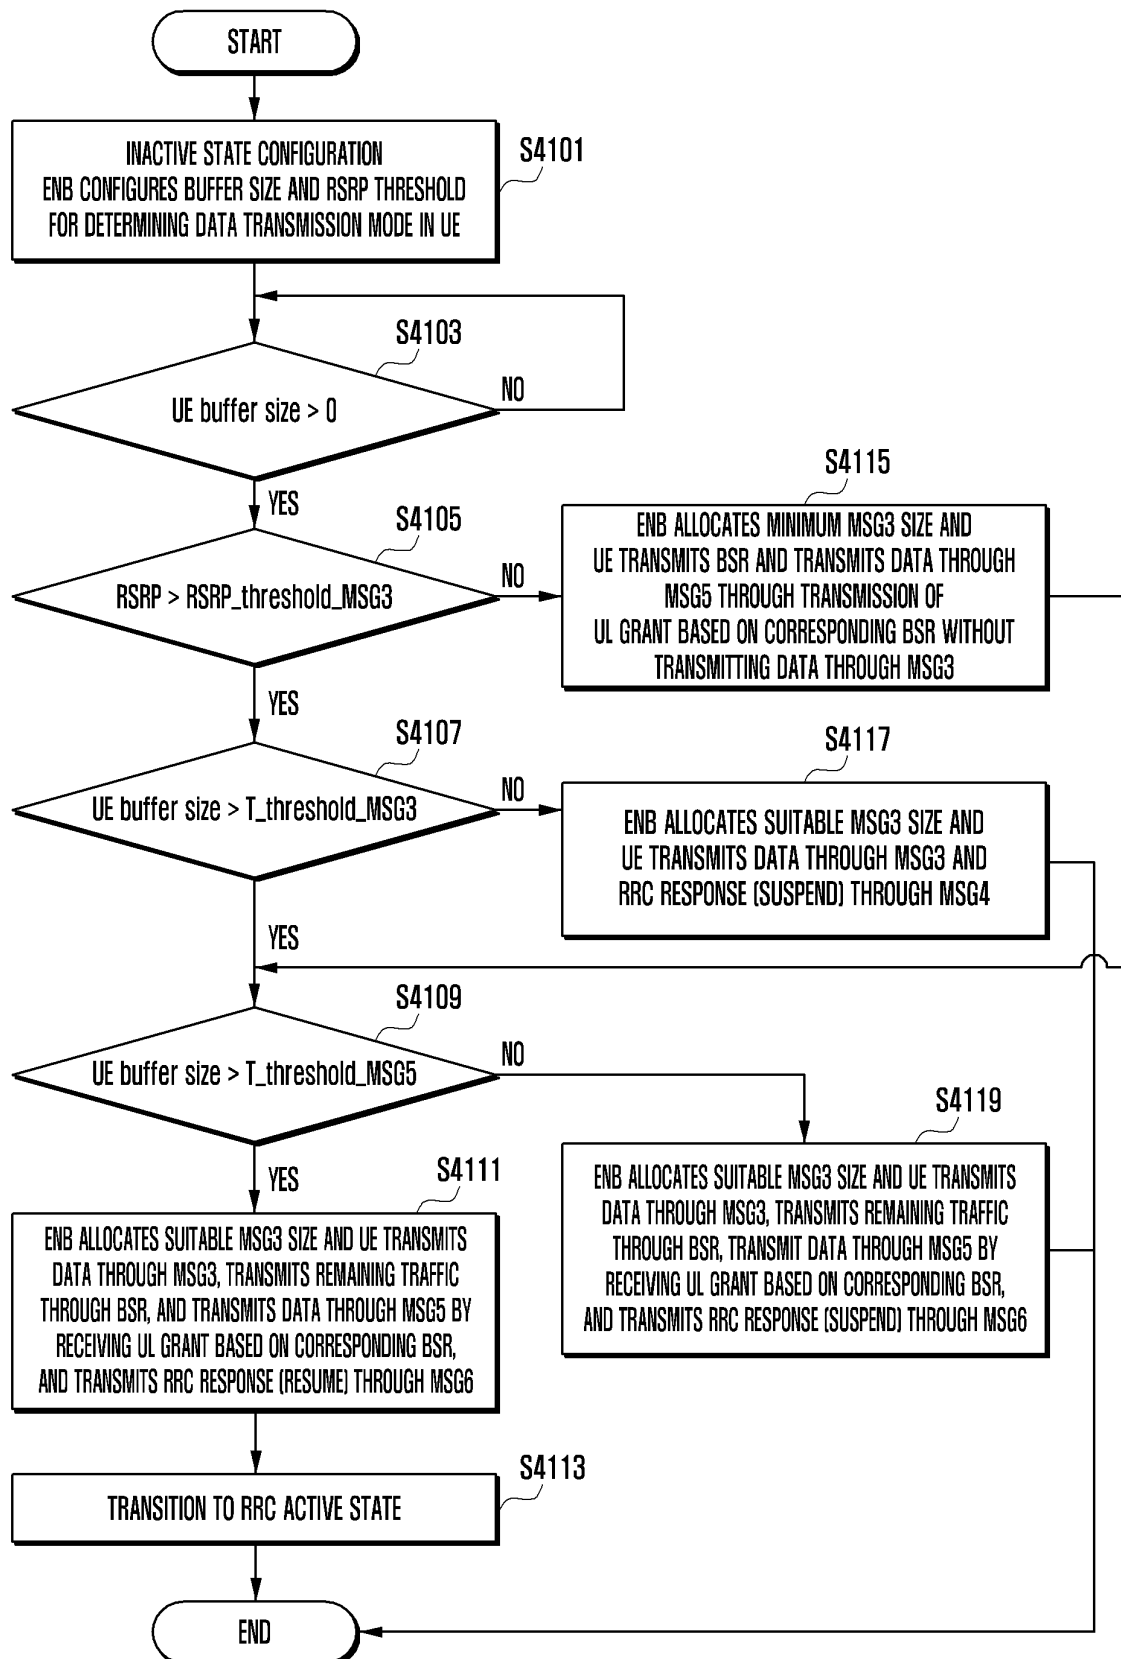 START
INACTIVE STATE CONFIGURATION
ENB CONFIGURES BUFFER SIZE AND RSRP THRESHOLD
FOR DETERMINING DATA TRANSMISSION MODE IN UE
S4101
S4103
UE buffer size > 0
NO
YES
S4105
RSRP > RSRP_threshold_MSG3
NO
S4115
ENB ALLOCATES MINIMUM MSG3 SIZE AND
UE TRANSMITS BSR AND TRANSMITS DATA THROUGH
MSG5 THROUGH TRANSMISSION OF
UL GRANT BASED ON CORRESPONDING BSR WITHOUT
TRANSMITTING DATA THROUGH MSG3
YES
S4107
UE buffer size > T_threshold_MSG3
NO
S4117
ENB ALLOCATES SUITABLE MSG3 SIZE AND
UE TRANSMITS DATA THROUGH MSG3 AND
RRC RESPONSE (SUSPEND) THROUGH MSG4
YES
S4109
UE buffer size > T_threshold_MSG5
NO
S4119
ENB ALLOCATES SUITABLE MSG3 SIZE AND UE TRANSMITS
DATA THROUGH MSG3, TRANSMITS REMAINING TRAFFIC
THROUGH BSR, TRANSMIT DATA THROUGH MSG5 BY
RECEIVING UL GRANT BASED ON CORRESPONDING BSR,
AND TRANSMITS RRC RESPONSE (SUSPEND) THROUGH MSG6
YES
S4111
ENB ALLOCATES SUITABLE MSG3 SIZE AND UE TRANSMITS
DATA THROUGH MSG3, TRANSMITS REMAINING TRAFFIC
THROUGH BSR, AND TRANSMITS DATA THROUGH MSG5 BY
RECEIVING UL GRANT BASED ON CORRESPONDING BSR,
AND TRANSMITS RRC RESPONSE (RESUME) THROUGH MSG6
S4113
TRANSITION TO RRC ACTIVE STATE
END